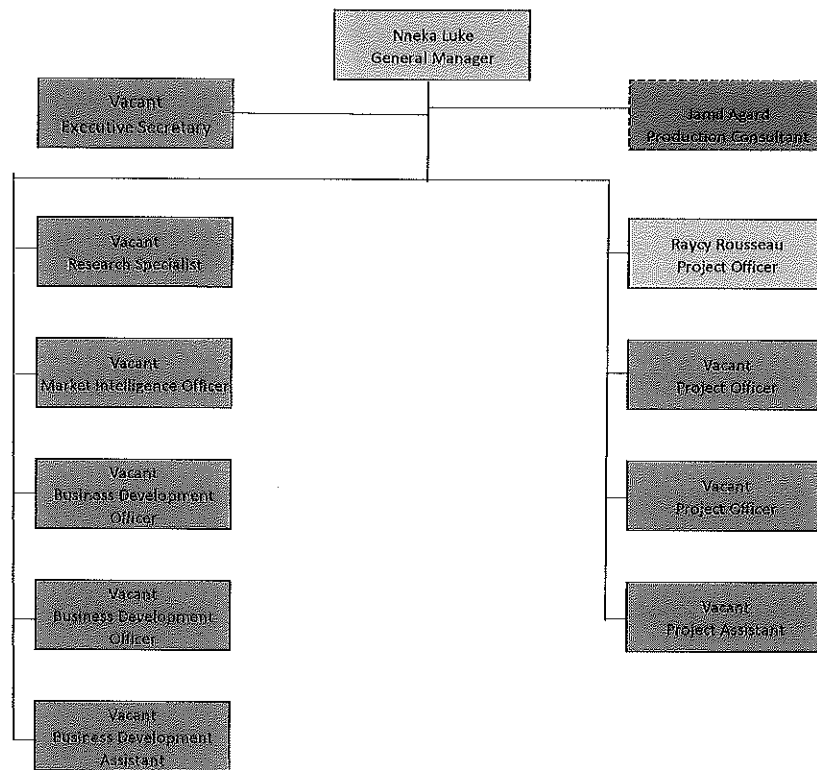 Nneka Luke
General Manager
Vacant
Executive Secretary
Jamil Agard
Production Consultant
Vacant
Research Specialist
Raycy Rousseau
Project Officer
Vacant
Market Intelligence Officer
Vacant
Project Officer
Vacant
Business Development
Officer
Vacant
Project Officer
Vacant
Business Development
Officer
Vacant
Project Assistant
Vacant
Business Development
Assistant